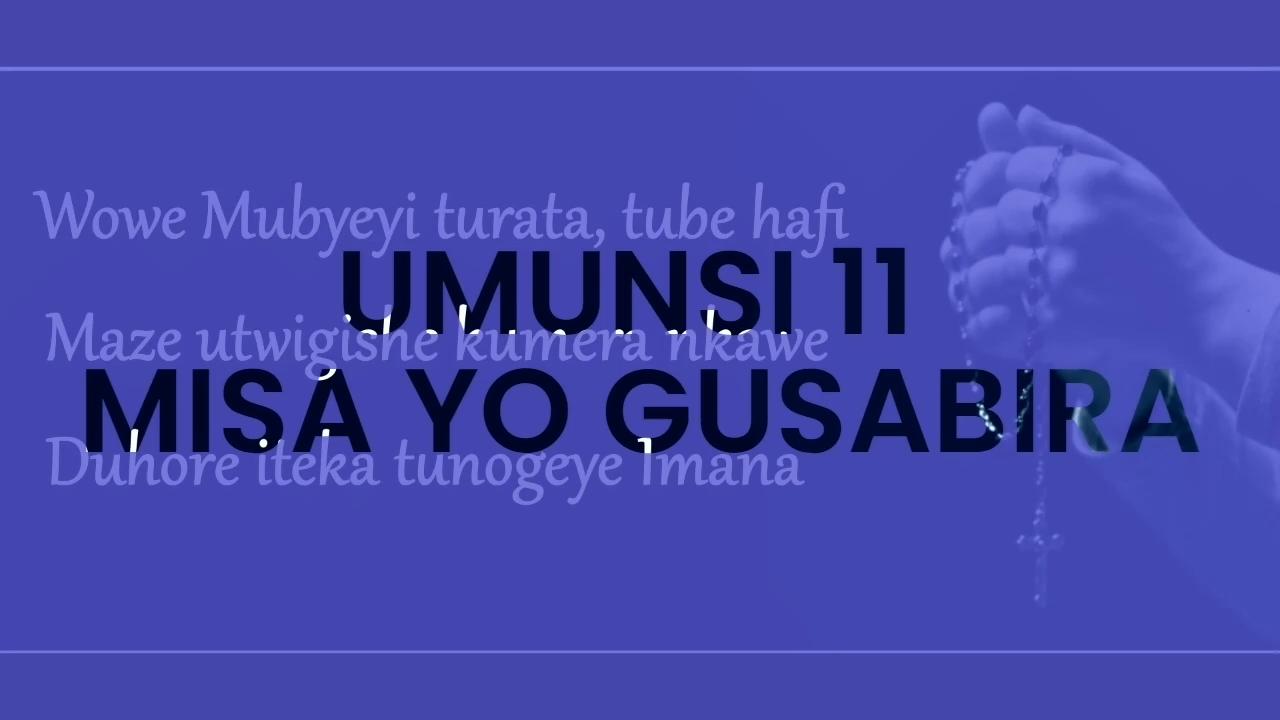 Wowe Mubyeyi turata, tube hafi
UMUNSI 11
Maze utwigishe kumera nkawe
MISA YO GUSABIRA
Duhore iteka tunogeye Imana